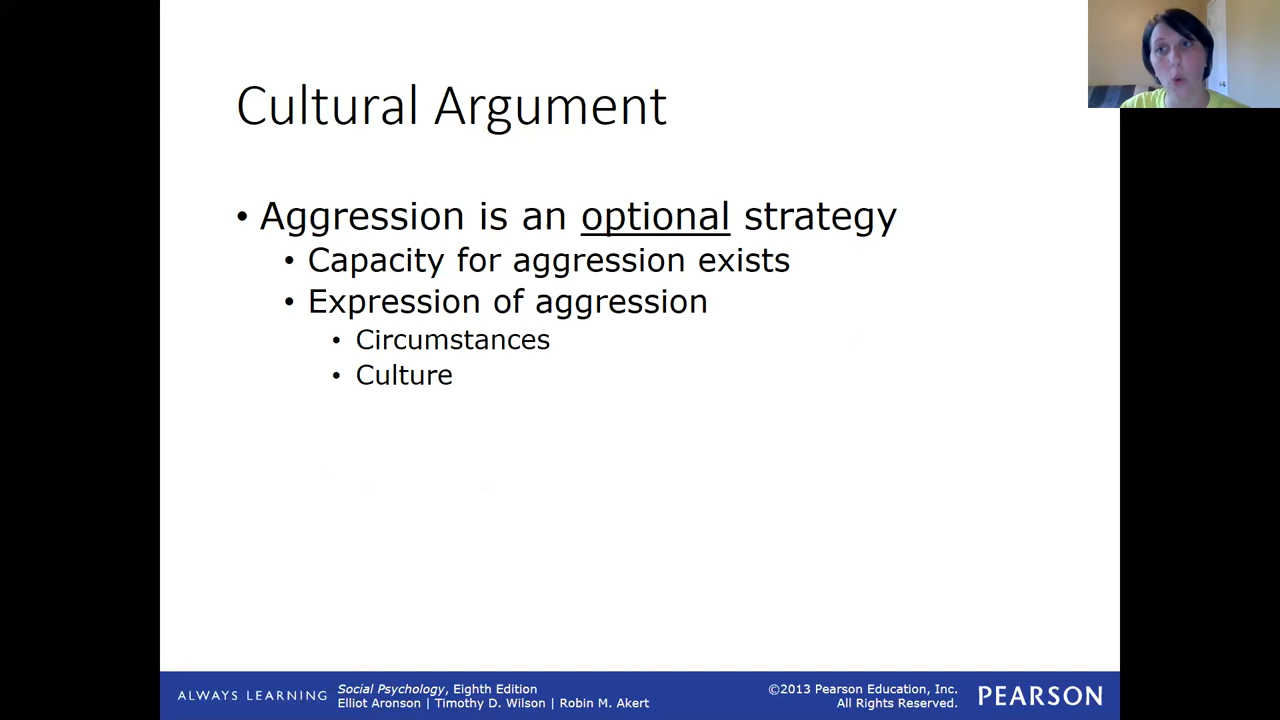 Cultural Argument
• Aggression is an optional strategy
• Capacity for aggression exists
• Expression of aggression
• Circumstances
• Culture
ALWAYS LEARNING
Social Psychology, Eighth Edition
Elliot Aronson | Timothy D. Wilson | Robin M. Akert
©2013 Pearson Education, Inc.
All Rights Reserved.
PEARSON